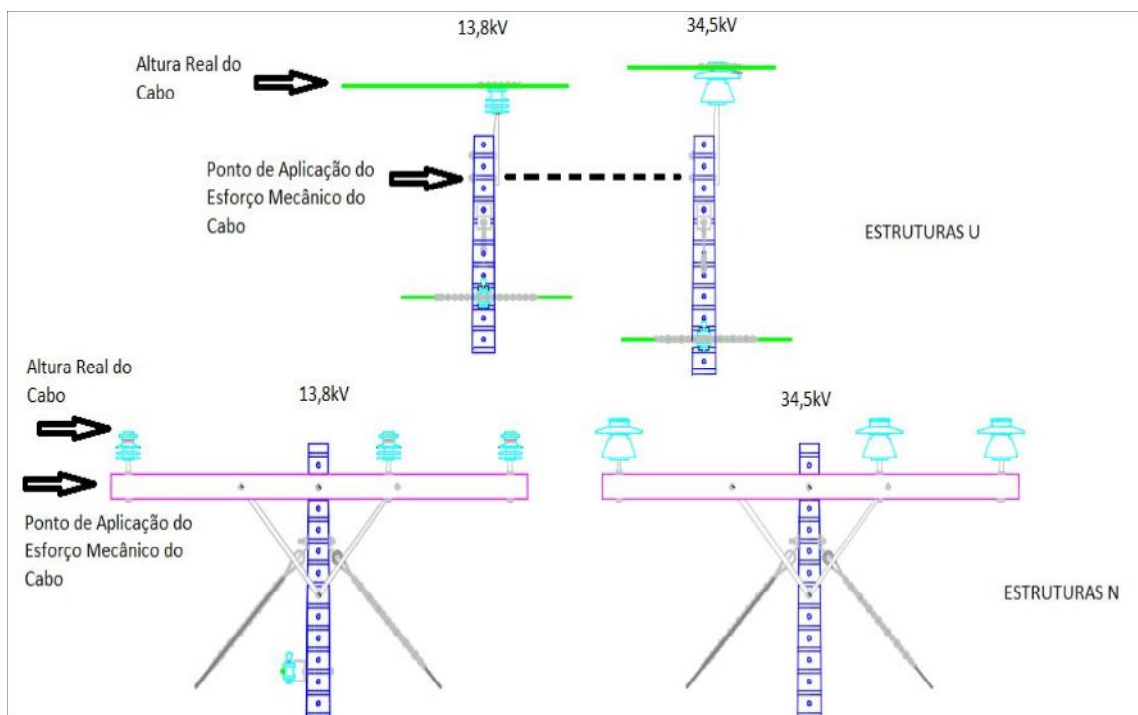 13,8kV
34,5kV
Altura Real do
Cabo
Ponto de Aplicação do
Esforço Mecânico do
Cabo
ESTRUTURAS U
Altura Real do
Cabo
13,8kV
34,5kV
Ponto de Aplicação do
Esforço Mecânico do
Cabo
ESTRUTURAS N